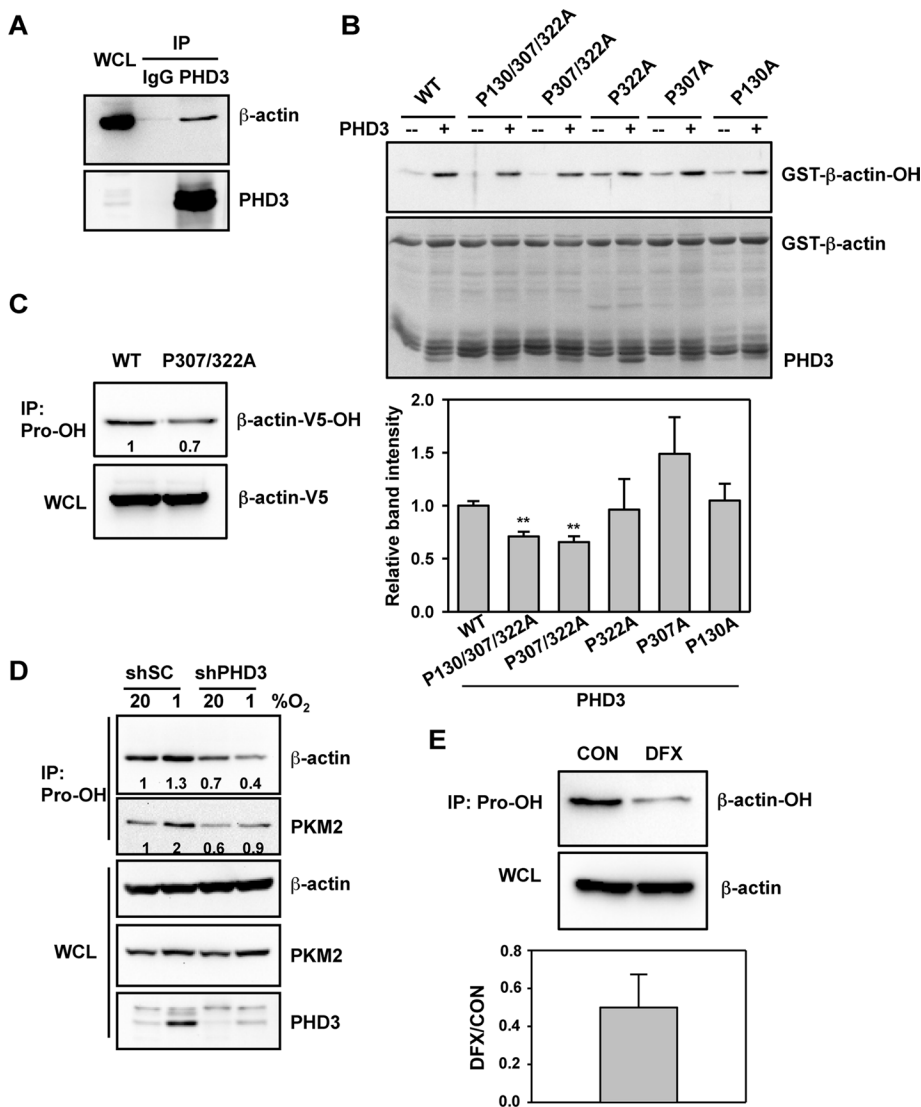 A
WCL
IP
IgG PHD3
β-actin
PHD3
B
WT
P130/307/322A
P307/322A
P322A
P307A
P130A
PHD3 -- + -- + -- + -- + -- + -- +
GST-β-actin-OH
GST-β-actin
PHD3
Relative band intensity
2.0
1.5
1.0
0.5
0.0
**
**
WT
P130/307/322A
P307/322A
P322A
P307A
P130A
PHD3
C
WT P307/322A
IP:
Pro-OH
β-actin-V5-OH
1 0.7
WCL
β-actin-V5
D
shSC shPHD3
20 1 20 1 %O₂
IP:
Pro-OH
β-actin
1 1.3 0.7 0.4
PKM2
1 2 0.6 0.9
WCL
β-actin
PKM2
PHD3
E
CON DFX
IP: Pro-OH
β-actin-OH
WCL
β-actin
DFX/CON
0.8
0.6
0.4
0.2
0.0